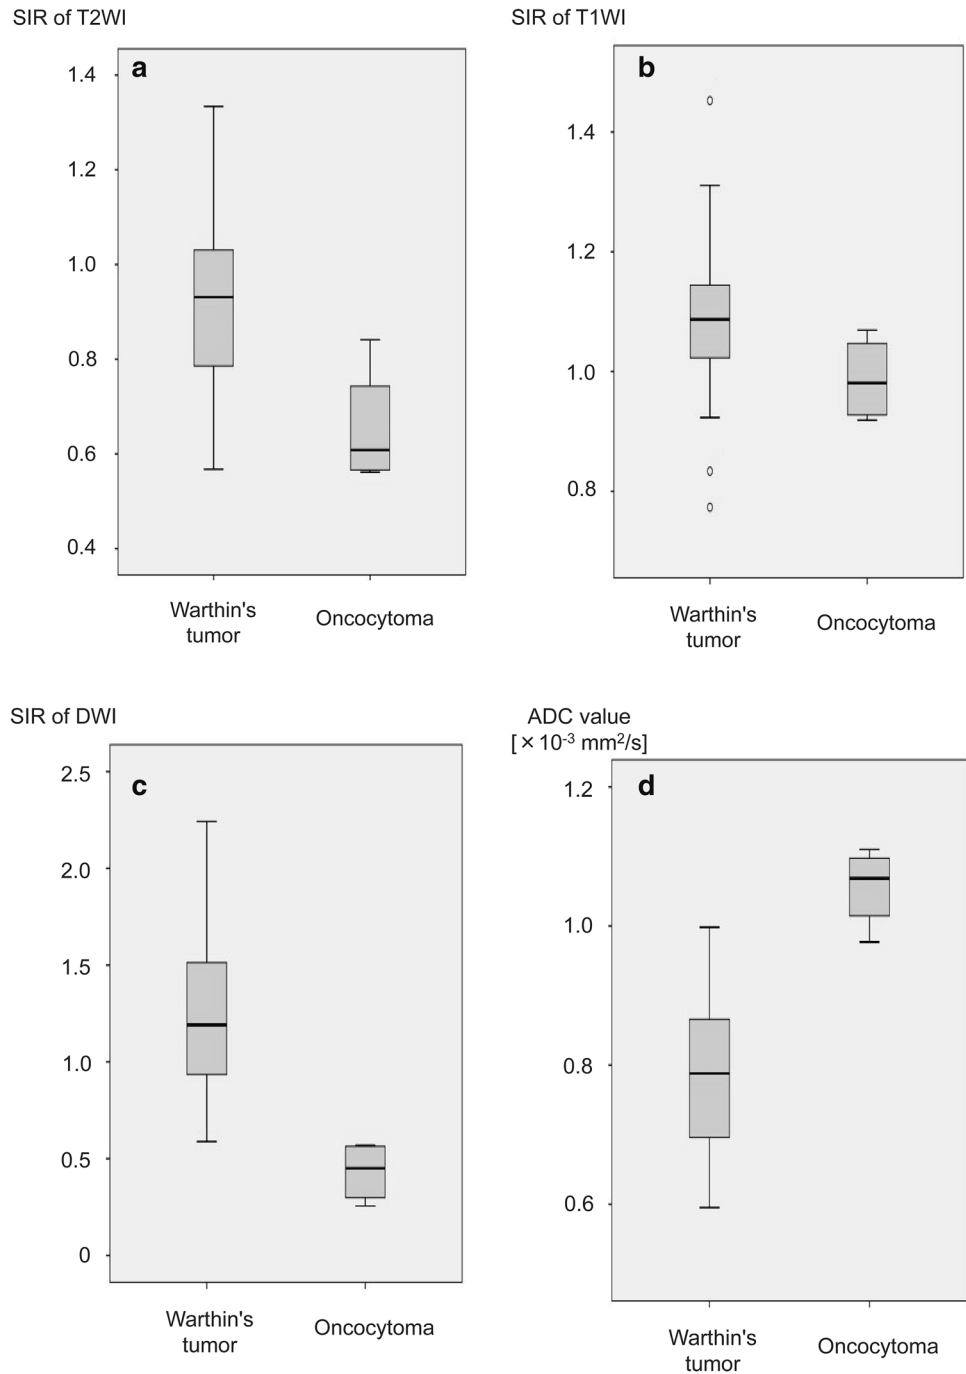 SIR of T2WI
a
1.4
1.2
1.0
0.8
0.6
0.4
Warthin's
tumor
Oncocytoma
SIR of T1WI
b
1.4
1.2
1.0
0.8
Warthin's
tumor
Oncocytoma
SIR of DWI
c
2.5
2.0
1.5
1.0
0.5
0
Warthin's
tumor
Oncocytoma
ADC value
[×10⁻³ mm²/s]
d
1.2
1.0
0.8
0.6
Warthin's
tumor
Oncocytoma